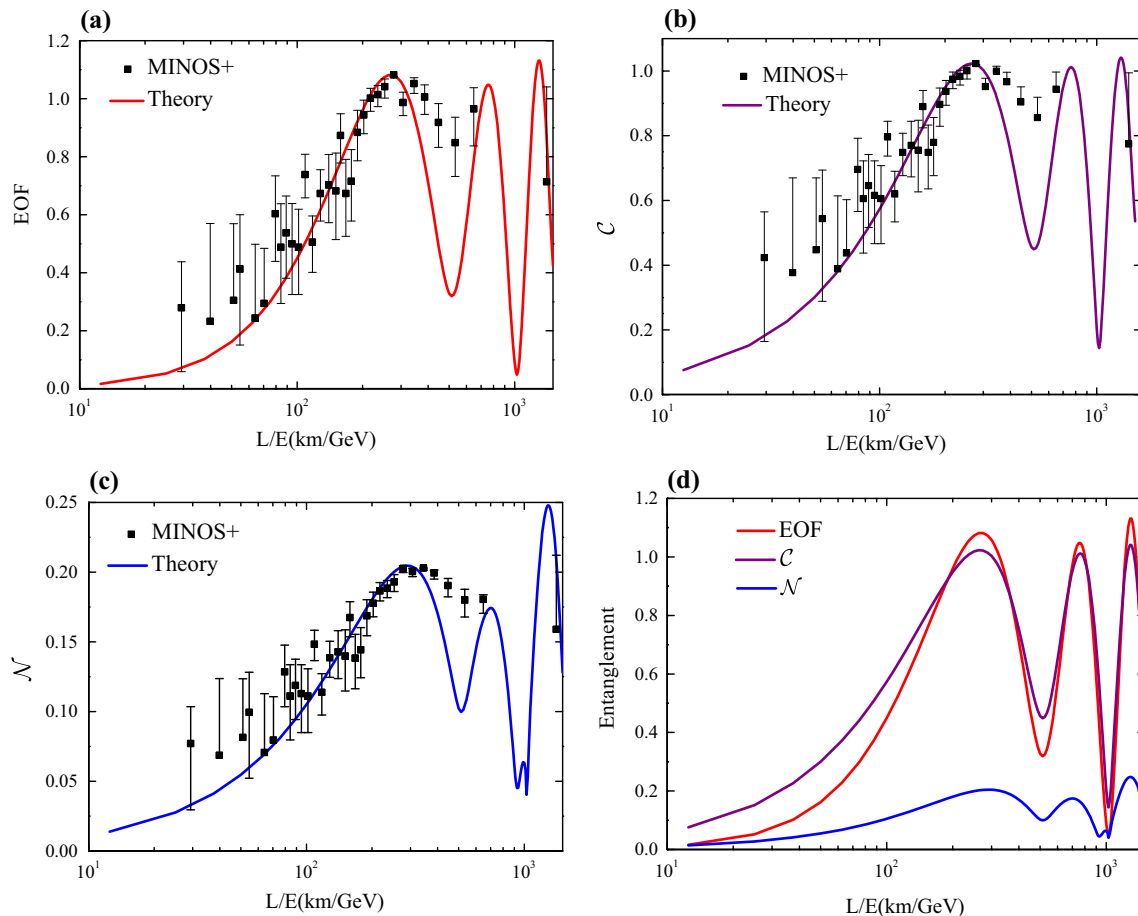 (a)
1.2
1.0
0.8
0.6
0.4
0.2
0.0
EOF
MINOS+
Theory
10¹
10²
10³
L/E(km/GeV)
(b)
1.0
0.8
0.6
0.4
0.2
0.0
𝒞
MINOS+
Theory
10¹
10²
10³
L/E(km/GeV)
(c)
0.25
0.20
0.15
0.10
0.05
0.00
𝒩
MINOS+
Theory
10¹
10²
10³
L/E(km/GeV)
(d)
1.2
1.0
0.8
0.6
0.4
0.2
0.0
Entanglement
EOF
𝒞
𝒩
10¹
10²
10³
L/E(km/GeV)